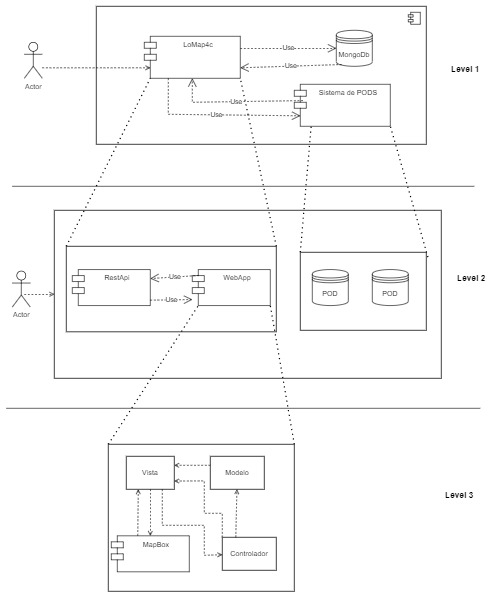 LoMap4c
Use
MongoDb
Use
Actor
Level 1
Sistema de PODS
Use
Use
Level 2
RestApi
Use
WebApp
Use
POD
POD
Actor
Vista
Modelo
Level 3
MapBox
Controlador